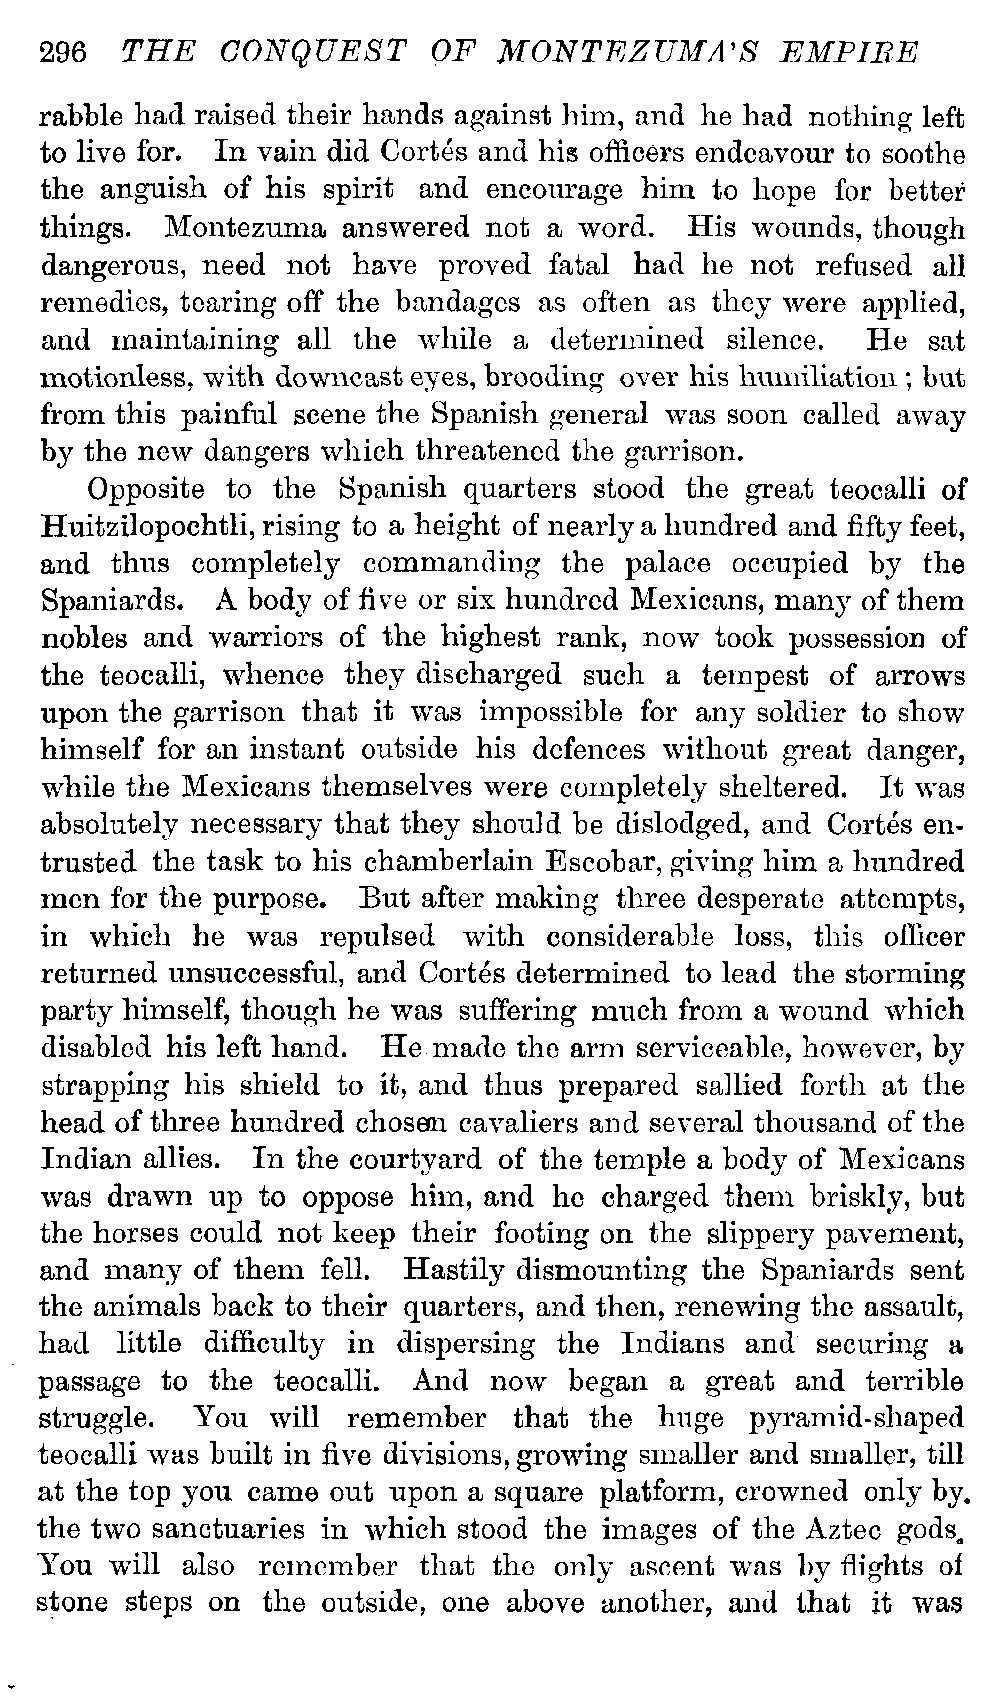 296 THE CONQUEST OF MONTEZUMA'S EMPIRE
rabble had raised their hands against him, and he had nothing left
to live for. In vain did Cortés and his officers endeavour to soothe
the anguish of his spirit and encourage him to hope for better
things. Montezuma answered not a word. His wounds, though
dangerous, need not have proved fatal had he not refused all
remedies, tearing off the bandages as often as they were applied,
and maintaining all the while a determined silence. He sat
motionless, with downcast eyes, brooding over his humiliation; but
from this painful scene the Spanish general was soon called away
by the new dangers which threatened the garrison.
Opposite to the Spanish quarters stood the great teocalli of
Huitzilopochtli, rising to a height of nearly a hundred and fifty feet,
and thus completely commanding the palace occupied by the
Spaniards. A body of five or six hundred Mexicans, many of them
nobles and warriors of the highest rank, now took possession of
the teocalli, whence they discharged such a tempest of arrows
upon the garrison that it was impossible for any soldier to show
himself for an instant outside his defences without great danger,
while the Mexicans themselves were completely sheltered. It was
absolutely necessary that they should be dislodged, and Cortés en-
trusted the task to his chamberlain Escobar, giving him a hundred
men for the purpose. But after making three desperate attempts,
in which he was repulsed with considerable loss, this officer
returned unsuccessful, and Cortés determined to lead the storming
party himself, though he was suffering much from a wound which
disabled his left hand. He made the arm serviceable, however, by
strapping his shield to it, and thus prepared sallied forth at the
head of three hundred chosen cavaliers and several thousand of the
Indian allies. In the courtyard of the temple a body of Mexicans
was drawn up to oppose him, and he charged them briskly, but
the horses could not keep their footing on the slippery pavement,
and many of them fell. Hastily dismounting the Spaniards sent
the animals back to their quarters, and then, renewing the assault,
had little difficulty in dispersing the Indians and securing a
passage to the teocalli. And now began a great and terrible
struggle. You will remember that the huge pyramid-shaped
teocalli was built in five divisions, growing smaller and smaller, till
at the top you came out upon a square platform, crowned only by.
the two sanctuaries in which stood the images of the Aztec gods.
You will also remember that the only ascent was by flights of
stone steps on the outside, one above another, and that it was